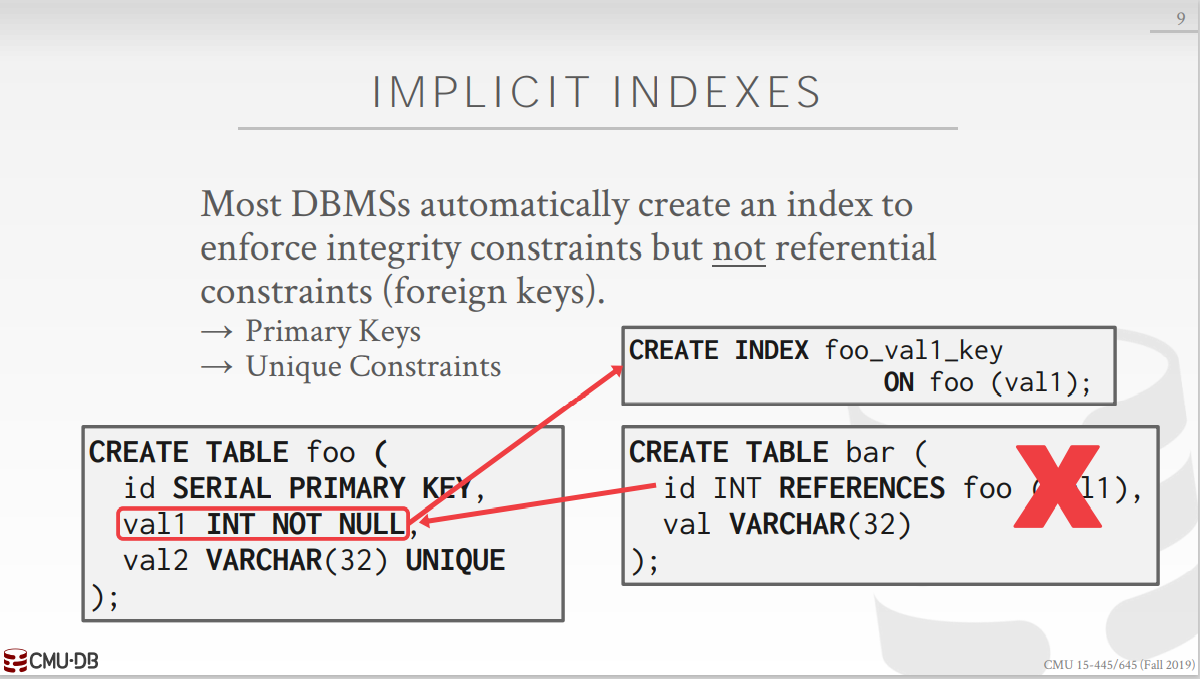 9
IMPLICIT INDEXES
Most DBMSs automatically create an index to
enforce integrity constraints but not referential
constraints (foreign keys).
→ Primary Keys
→ Unique Constraints
CREATE INDEX foo_val1_key
ON foo (val1);
CREATE TABLE foo (
id SERIAL PRIMARY KEY,
val1 INT NOT NULL,
val2 VARCHAR(32) UNIQUE
);
CREATE TABLE bar (
id INT REFERENCES foo (val1),
val VARCHAR(32)
);
X
CMU·DB
CMU 15-445/645 (Fall 2019)